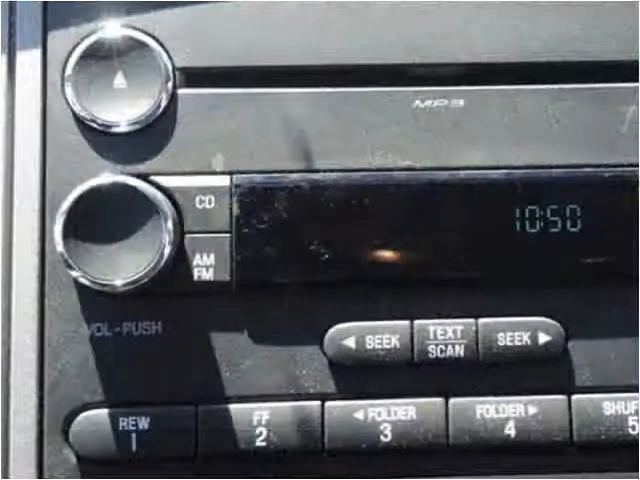 MP3
CD
10:50
AM
FM
VOL-PUSH
◄ SEEK
TEXT
SCAN
SEEK ►
REW
1
FF
2
◄ FOLDER
3
FOLDER ►
4
SHUF
5